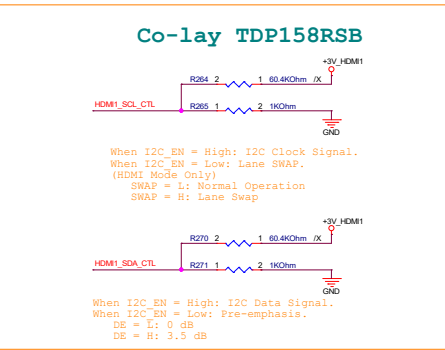 Co-lay TDP158RSB
+3V_HDMI1
R264 2 1 60.4KOhm /X
HDMI1_SCL_CTL
R265 1 2 1KOhm
GND
When I2C_EN = High: I2C Clock Signal.
When I2C_EN = Low: Lane SWAP.
(HDMI Mode Only)
SWAP = L: Normal Operation
SWAP = H: Lane Swap
+3V_HDMI1
R270 2 1 60.4KOhm /X
HDMI1_SDA_CTL
R271 1 2 1KOhm
GND
When I2C_EN = High: I2C Data Signal.
When I2C_EN = Low: Pre-emphasis.
DE = L: 0 dB
DE = H: 3.5 dB